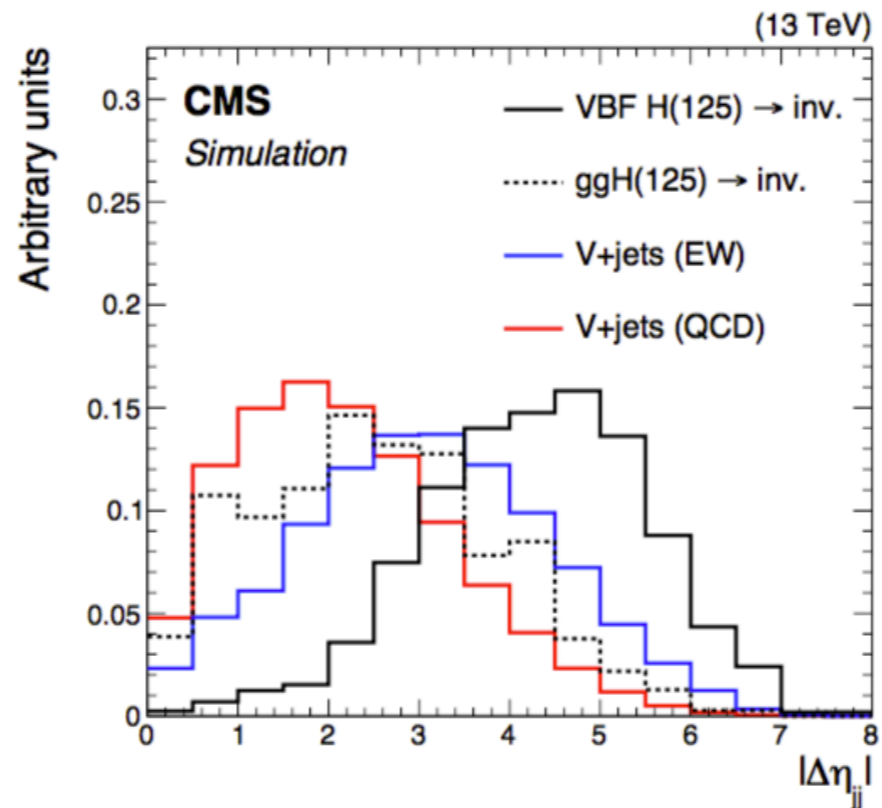 (13 TeV)
Arbitrary units
CMS
Simulation
VBF H(125) → inv.
ggH(125) → inv.
V+jets (EW)
V+jets (QCD)
0.3
0.25
0.2
0.15
0.1
0.05
0
0 1 2 3 4 5 6 7 8
|Δη_jj|